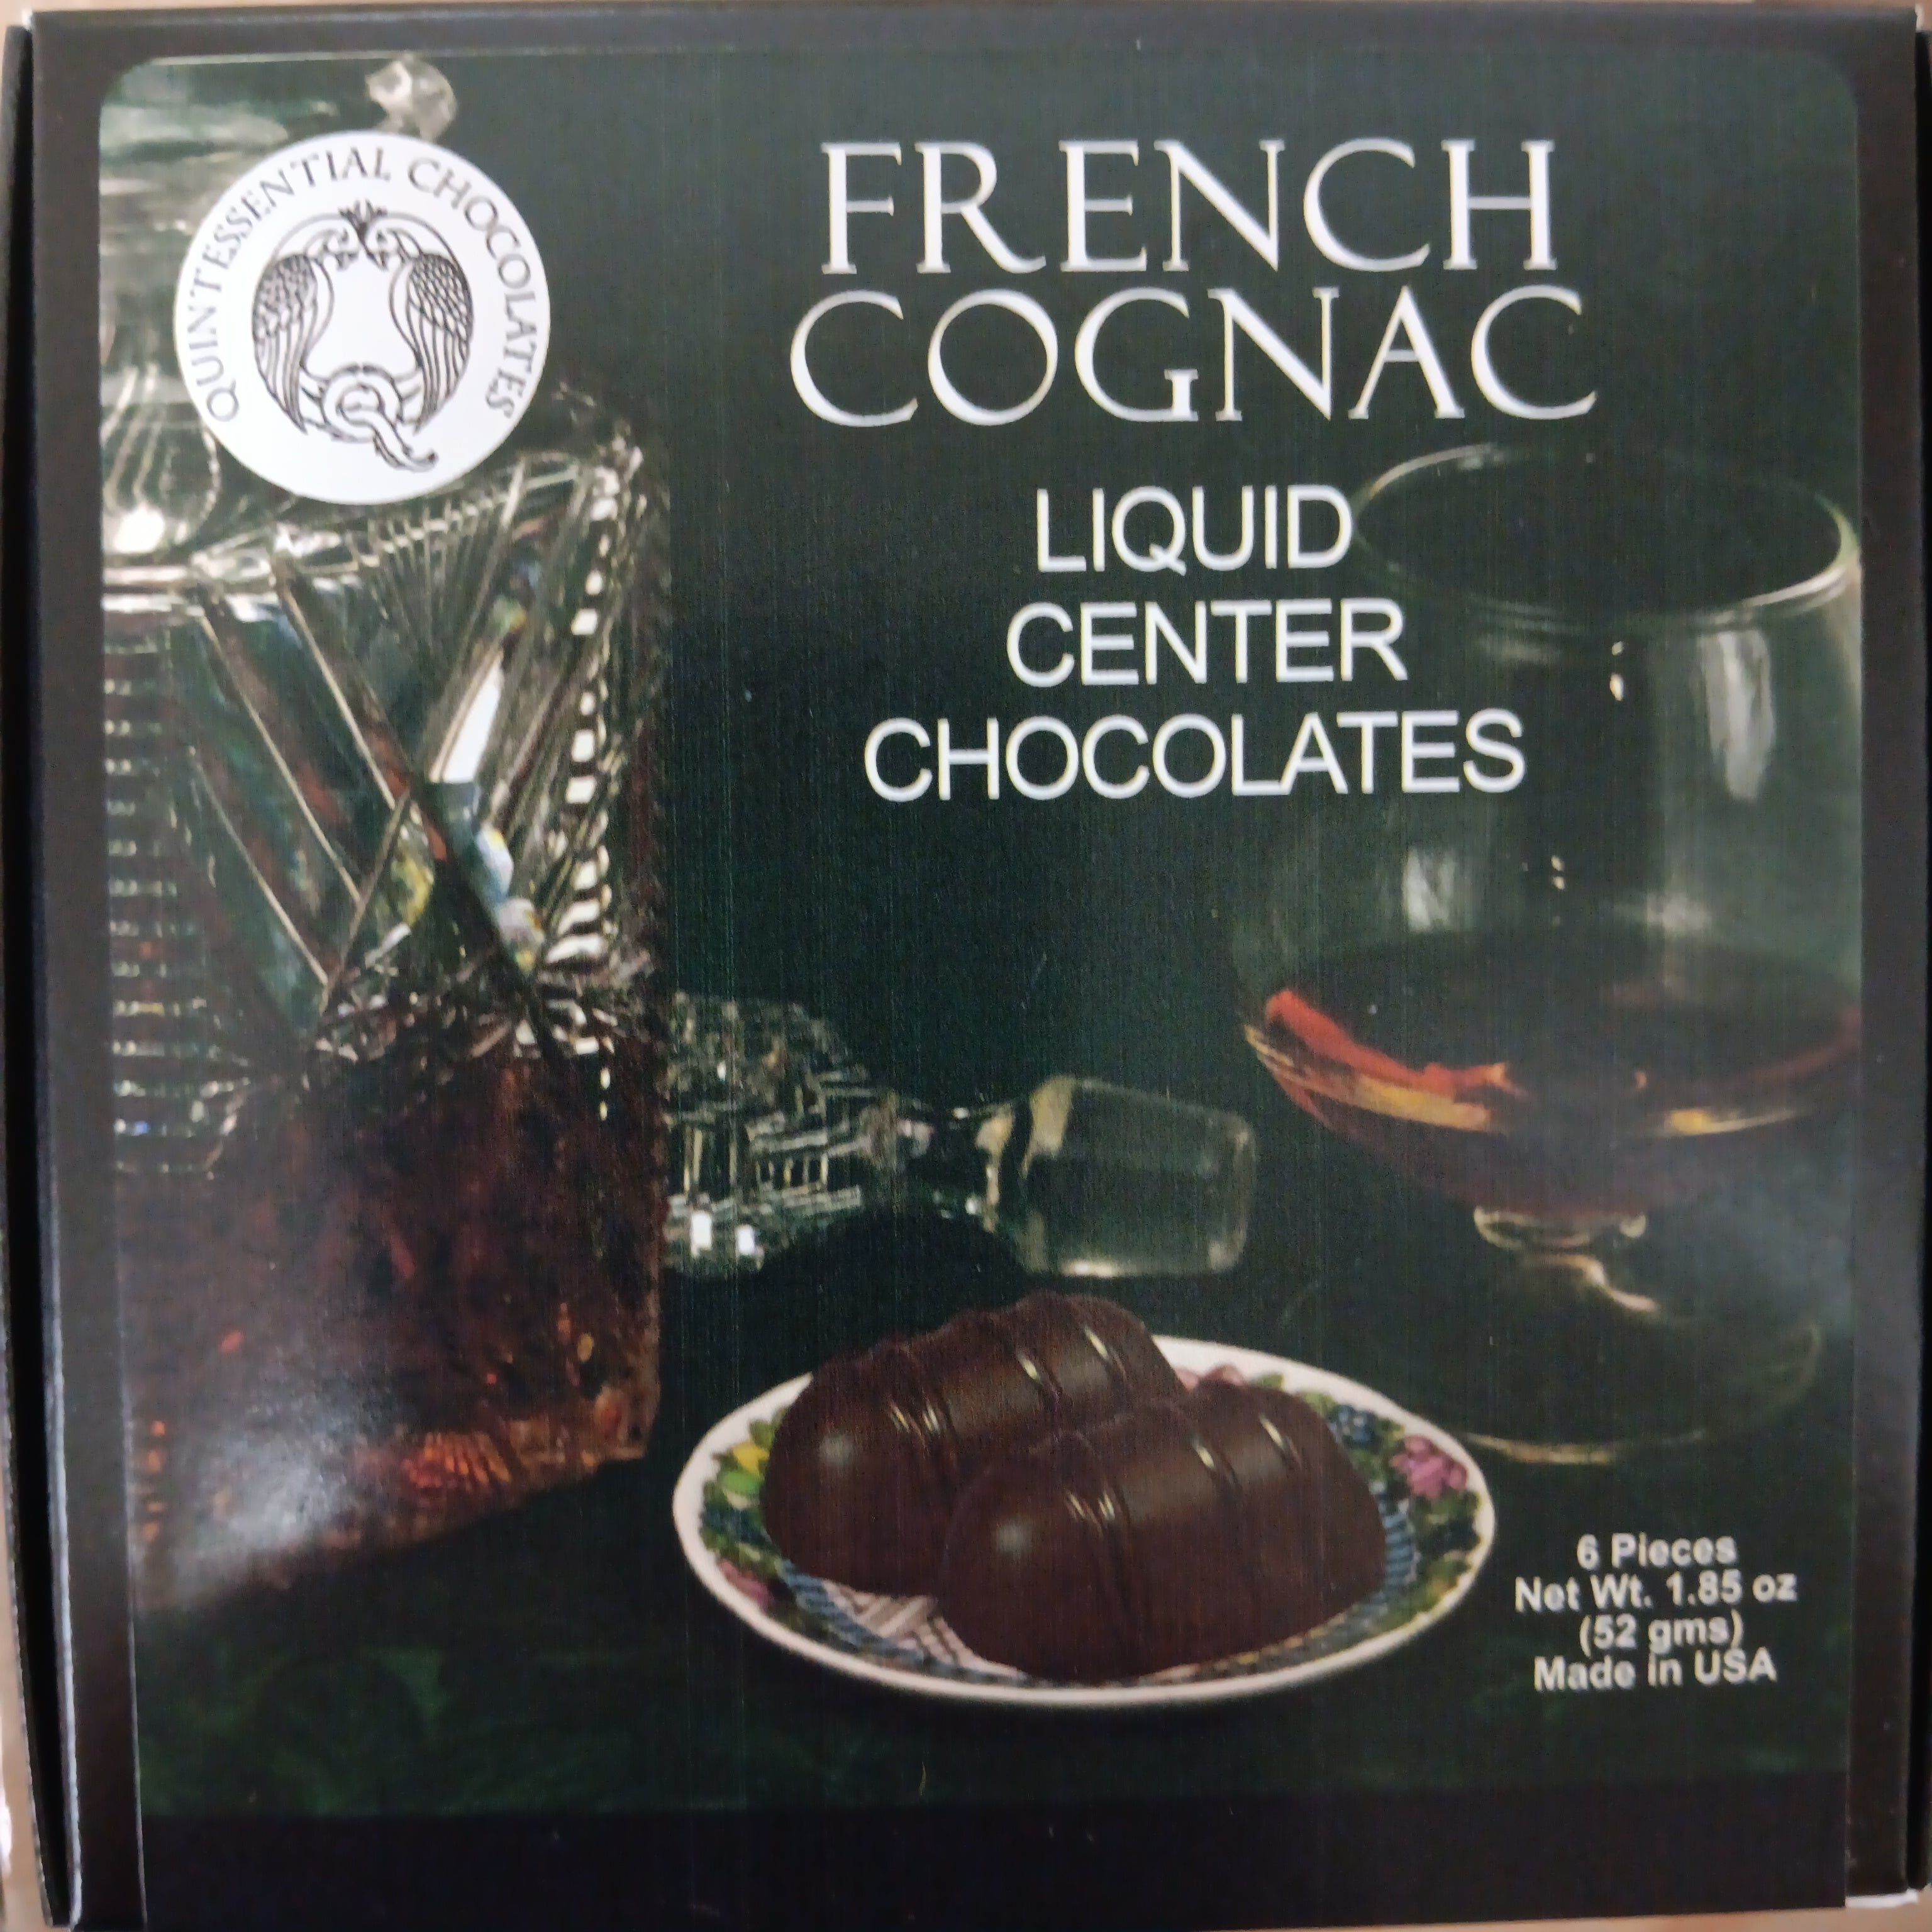 QUINTESSENTIAL CHOCOLATES
FRENCH
COGNAC
LIQUID
CENTER
CHOCOLATES
6 Pieces
Net Wt. 1.85 oz
(52 gms)
Made in USA